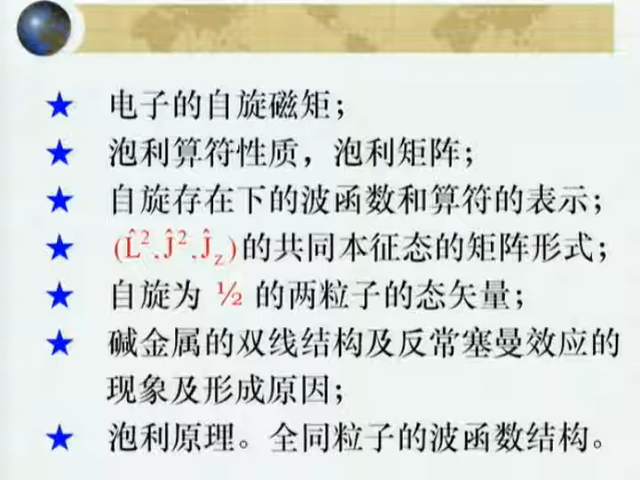 ★ 电子的自旋磁矩；
★ 泡利算符性质，泡利矩阵；
★ 自旋存在下的波函数和算符的表示；
★ (L̂².Ĵ².Ĵz)的共同本征态的矩阵形式；
★ 自旋为 ½ 的两粒子的态矢量；
★ 碱金属的双线结构及反常塞曼效应的
现象及形成原因；
★ 泡利原理。全同粒子的波函数结构。